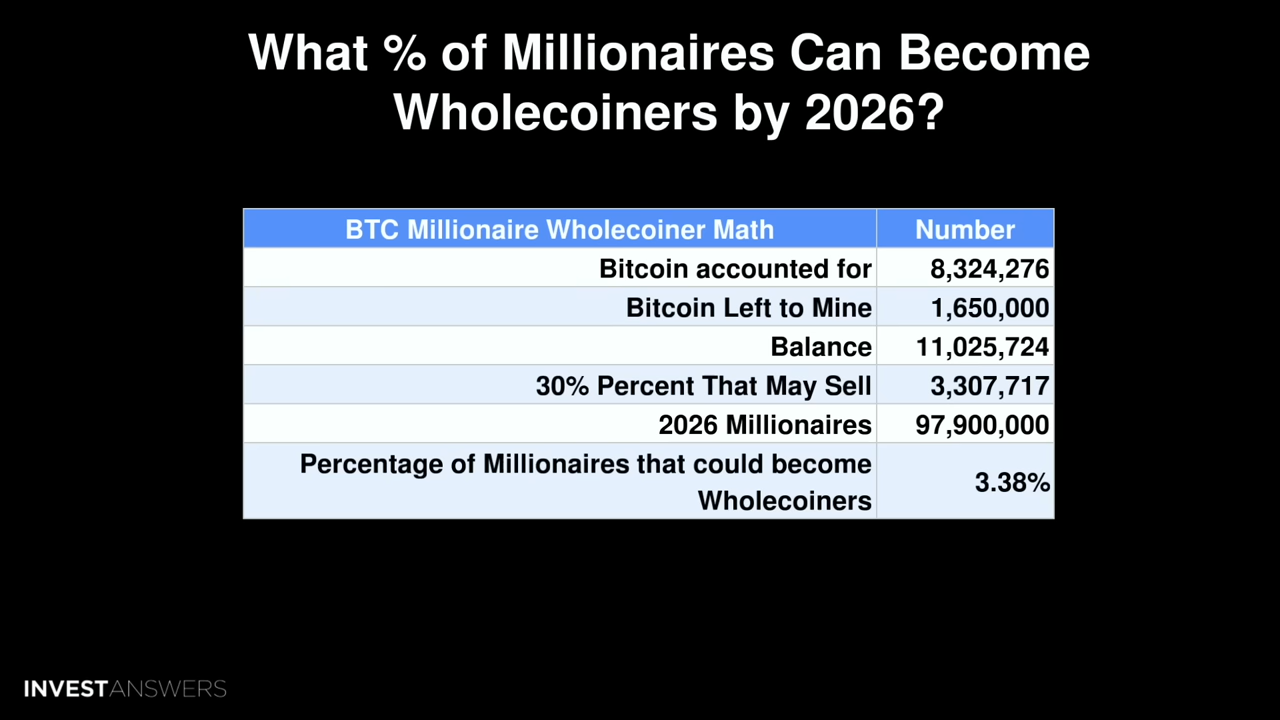 What % of Millionaires Can Become
Wholecoiners by 2026?
BTC Millionaire Wholecoiner Math Number
Bitcoin accounted for 8,324,276
Bitcoin Left to Mine 1,650,000
Balance 11,025,724
30% Percent That May Sell 3,307,717
2026 Millionaires 97,900,000
Percentage of Millionaires that could become
Wholecoiners 3.38%
INVESTANSWERS